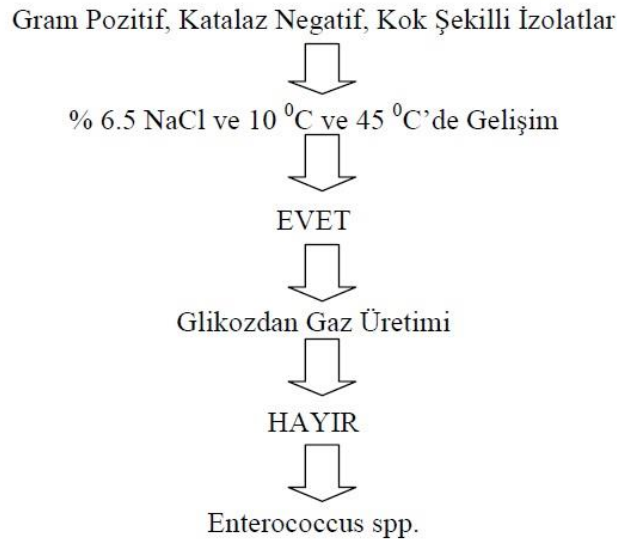 Gram Pozitif, Katalaz Negatif, Kok Şekilli İzolatlar
% 6.5 NaCl ve 10 ⁰C ve 45 ⁰C’de Gelişim
EVET
Glikozdan Gaz Üretimi
HAYIR
Enterococcus spp.